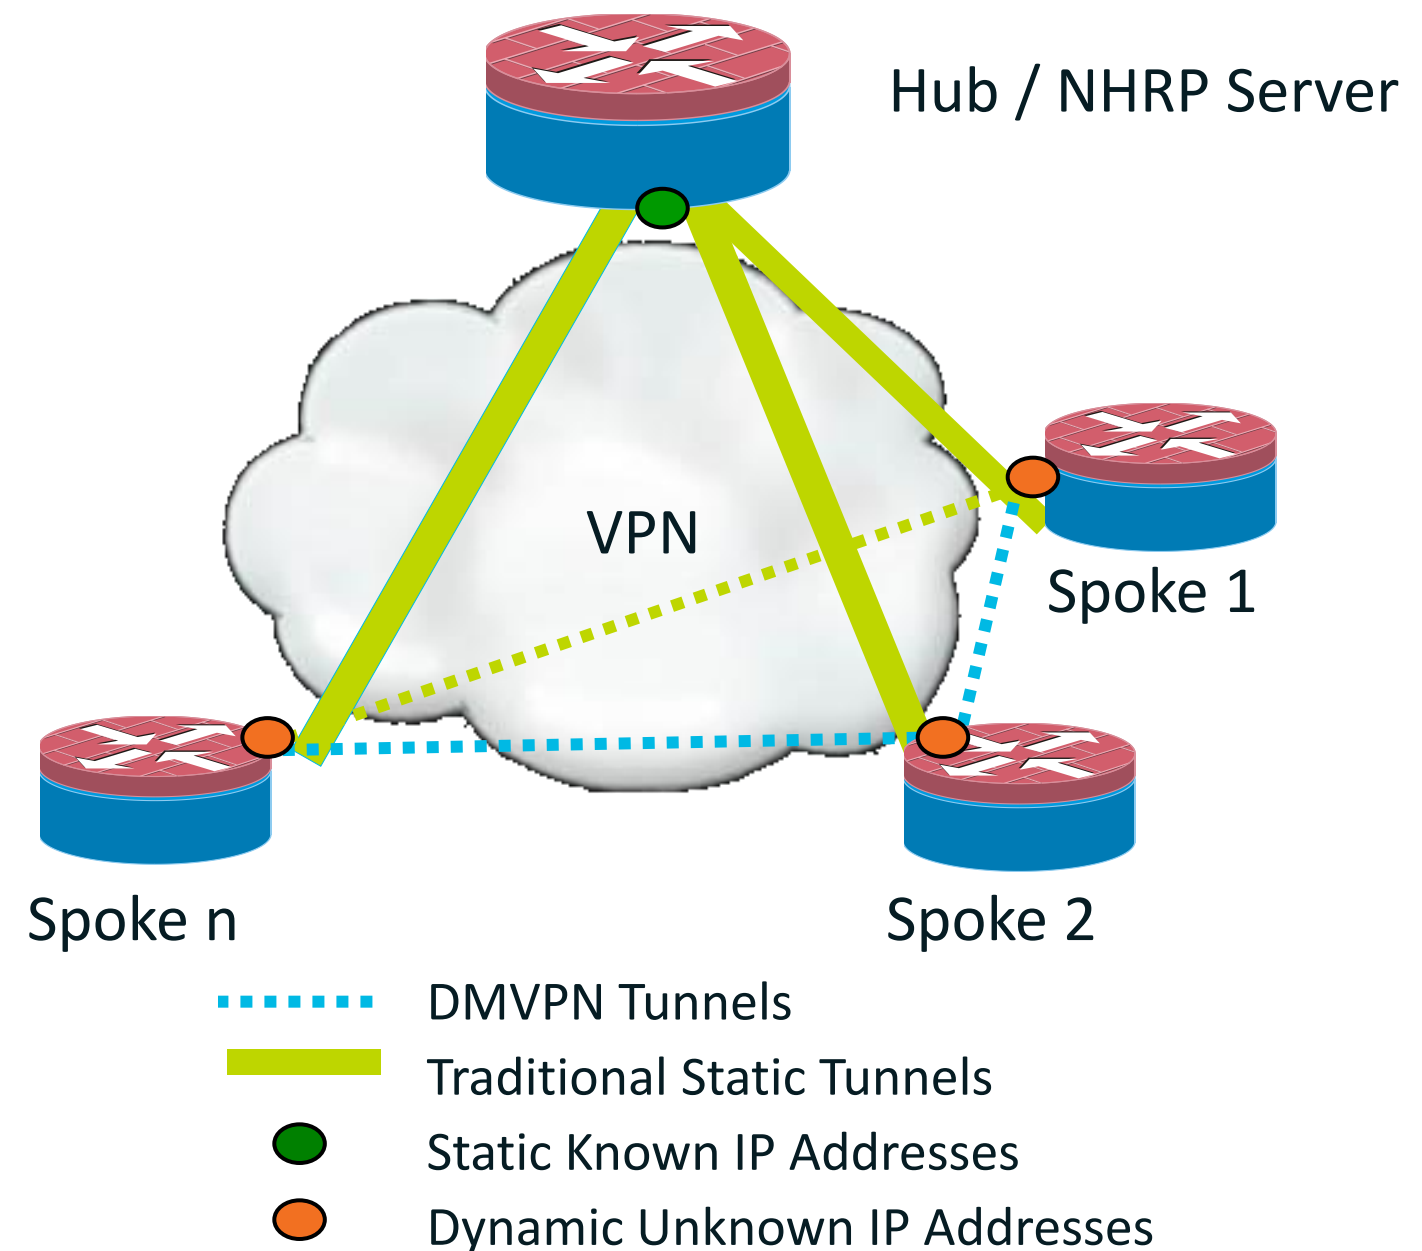 Hub / NHRP Server
VPN
Spoke 1
Spoke n
Spoke 2
DMVPN Tunnels
Traditional Static Tunnels
Static Known IP Addresses
Dynamic Unknown IP Addresses